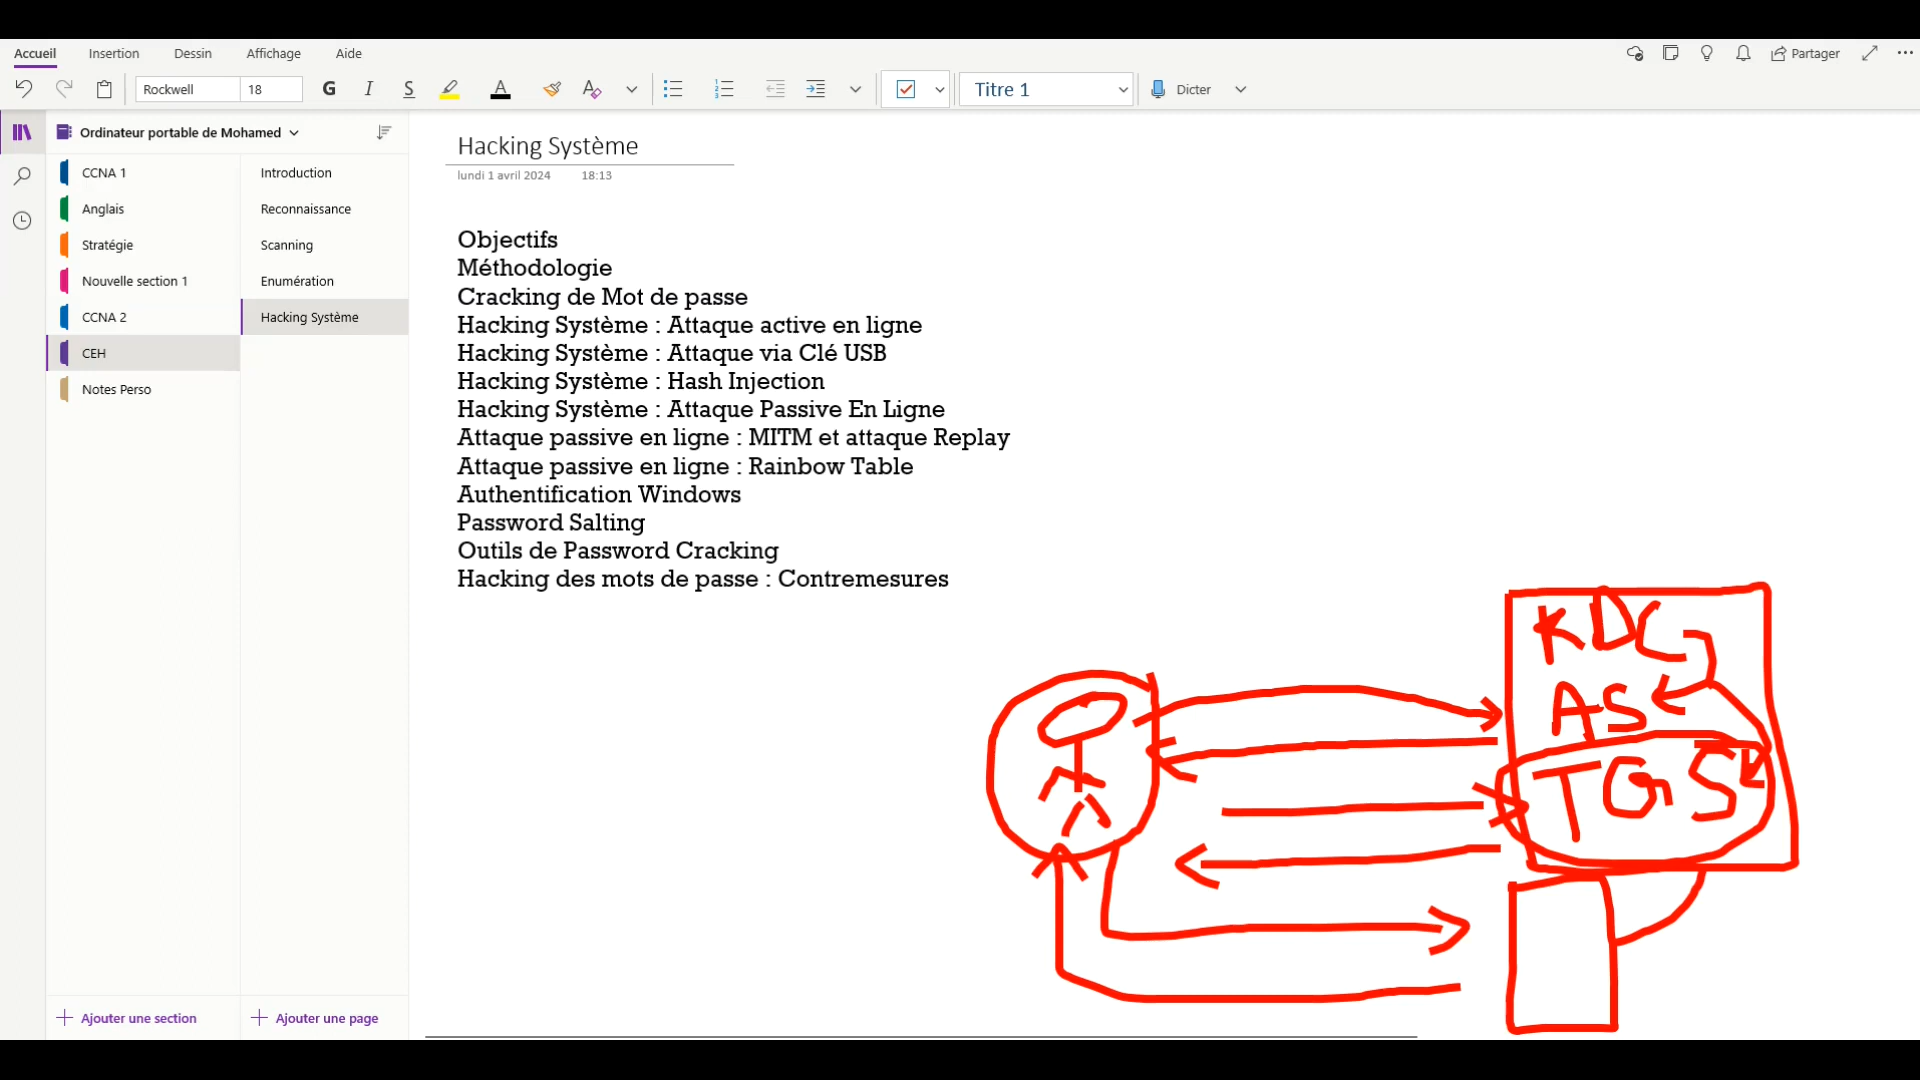 Accueil Insertion Dessin Affichage Aide
Partager
Rockwell 18 G I S A A Titre 1 Dicter
Ordinateur portable de Mohamed
CCNA 1
Anglais
Stratégie
Nouvelle section 1
CCNA 2
CEH
Notes Perso
Ajouter une section
Introduction
Reconnaissance
Scanning
Enumération
Hacking Système
Ajouter une page
Hacking Système
lundi 1 avril 2024 18:13
Objectifs
Méthodologie
Cracking de Mot de passe
Hacking Système : Attaque active en ligne
Hacking Système : Attaque via Clé USB
Hacking Système : Hash Injection
Hacking Système : Attaque Passive En Ligne
Attaque passive en ligne : MITM et attaque Replay
Attaque passive en ligne : Rainbow Table
Authentification Windows
Password Salting
Outils de Password Cracking
Hacking des mots de passe : Contremesures
KDC
AS
TGS